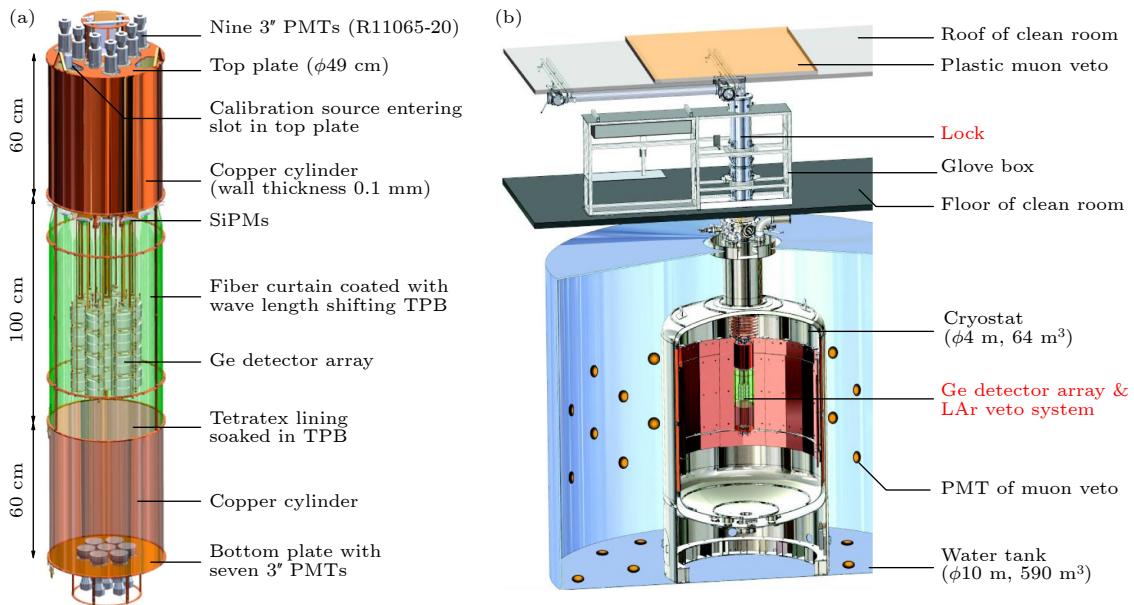 (a)
Nine 3″ PMTs (R11065-20)
Top plate (ϕ49 cm)
Calibration source entering
slot in top plate
Copper cylinder
(wall thickness 0.1 mm)
SiPMs
Fiber curtain coated with
wave length shifting TPB
Ge detector array
Tetratex lining
soaked in TPB
Copper cylinder
Bottom plate with
seven 3″ PMTs
60 cm
100 cm
60 cm
(b)
Roof of clean room
Plastic muon veto
Lock
Glove box
Floor of clean room
Cryostat
(ϕ4 m, 64 m³)
Ge detector array &
LAr veto system
PMT of muon veto
Water tank
(ϕ10 m, 590 m³)